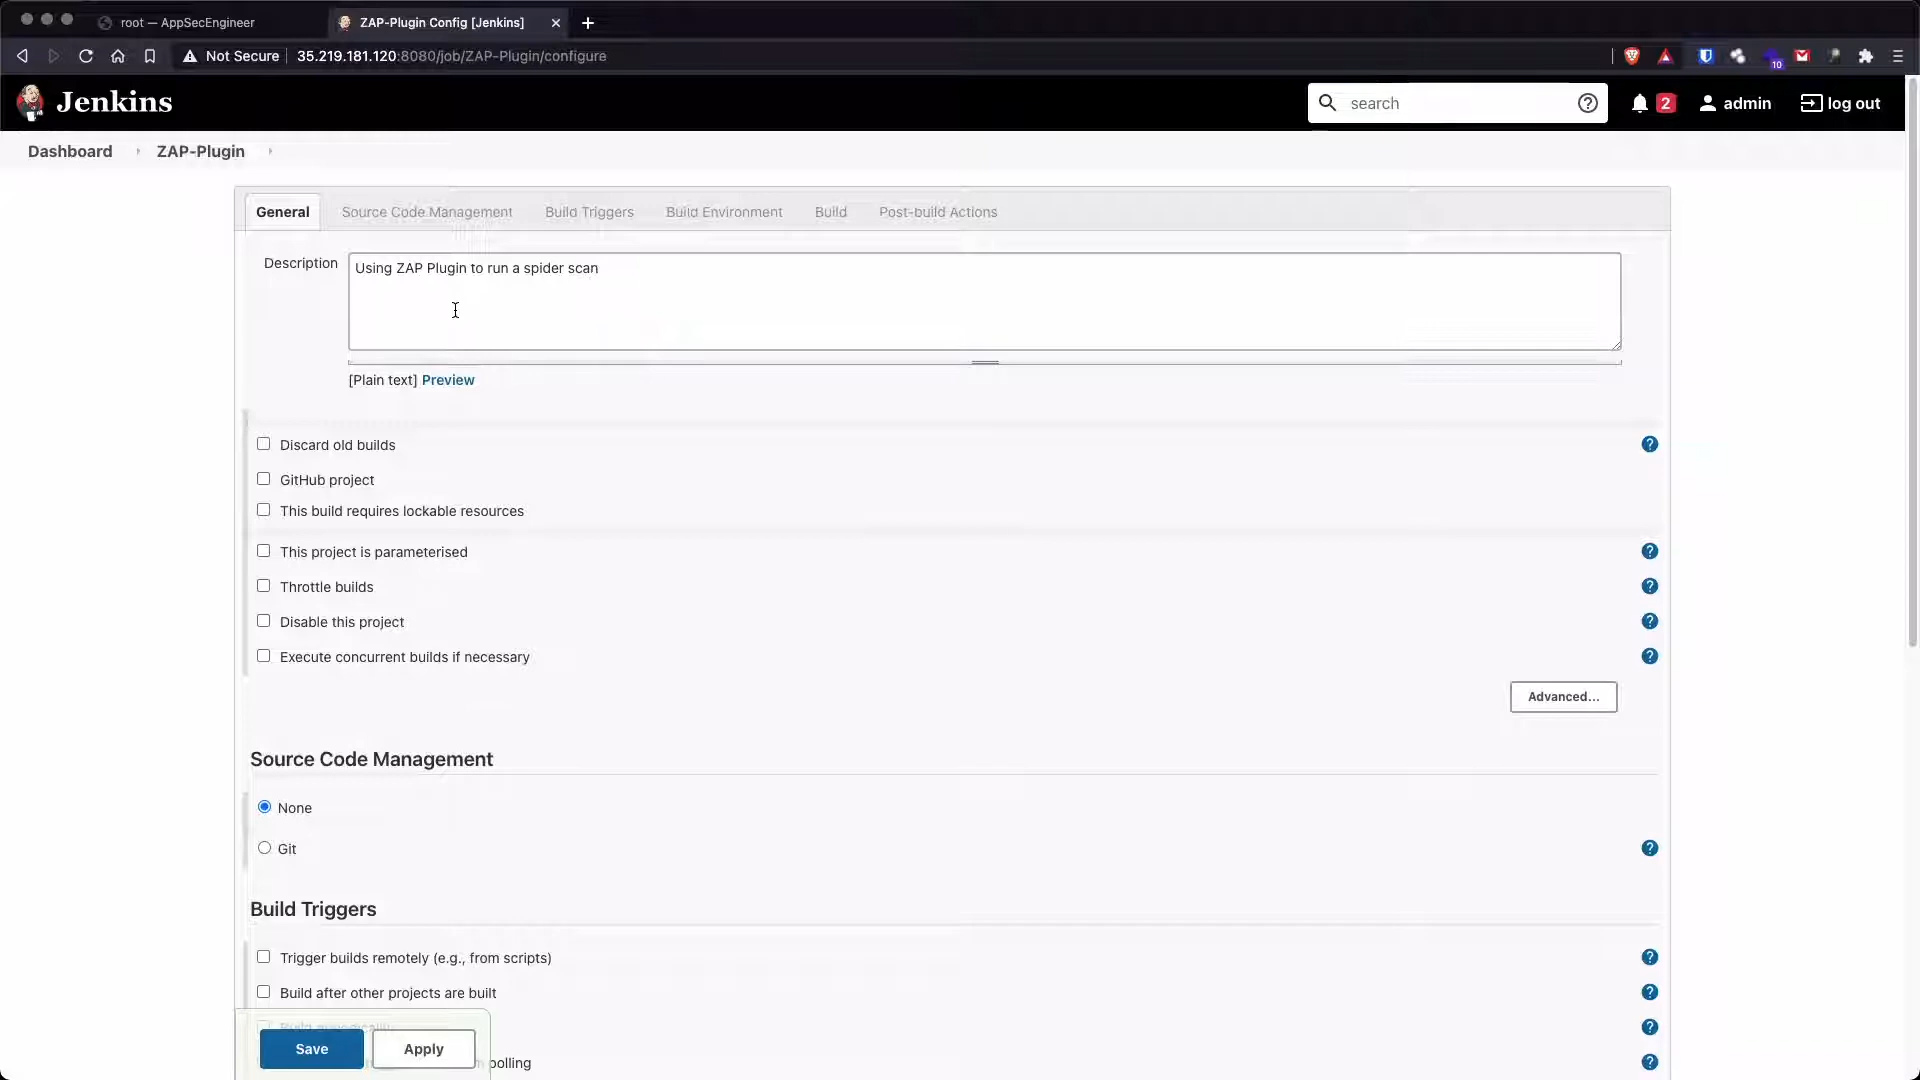 root — AppSecEngineer
ZAP-Plugin Config [Jenkins]
Not Secure
35.219.181.120:8080/job/ZAP-Plugin/configure
10
Jenkins
search
2
admin
log out
Dashboard
ZAP-Plugin
General
Source Code Management
Build Triggers
Build Environment
Build
Post-build Actions
Description
Using ZAP Plugin to run a spider scan
[Plain text] Preview
Discard old builds
GitHub project
This build requires lockable resources
This project is parameterised
Throttle builds
Disable this project
Execute concurrent builds if necessary
Advanced...
Source Code Management
None
Git
Build Triggers
Trigger builds remotely (e.g., from scripts)
Build after other projects are built
Build periodically
Save
Apply
polling